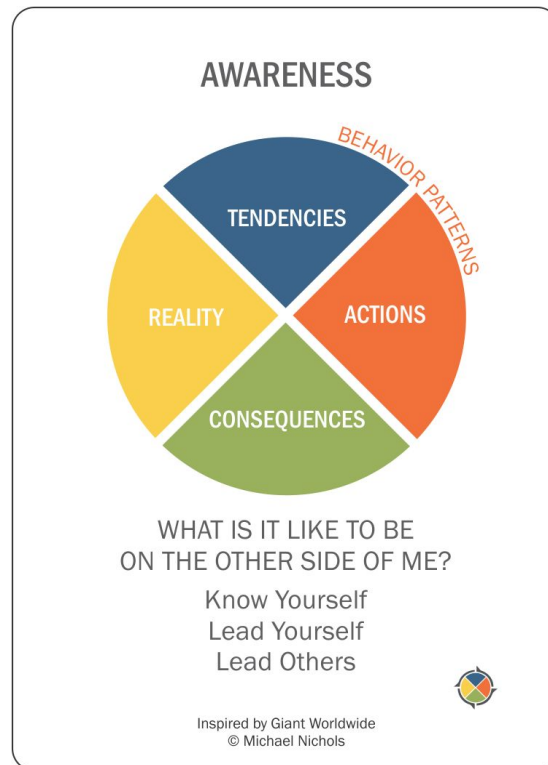 AWARENESS
BEHAVIOR PATTERNS
TENDENCIES
REALITY
ACTIONS
CONSEQUENCES
WHAT IS IT LIKE TO BE
ON THE OTHER SIDE OF ME?
Know Yourself
Lead Yourself
Lead Others
Inspired by Giant Worldwide
© Michael Nichols